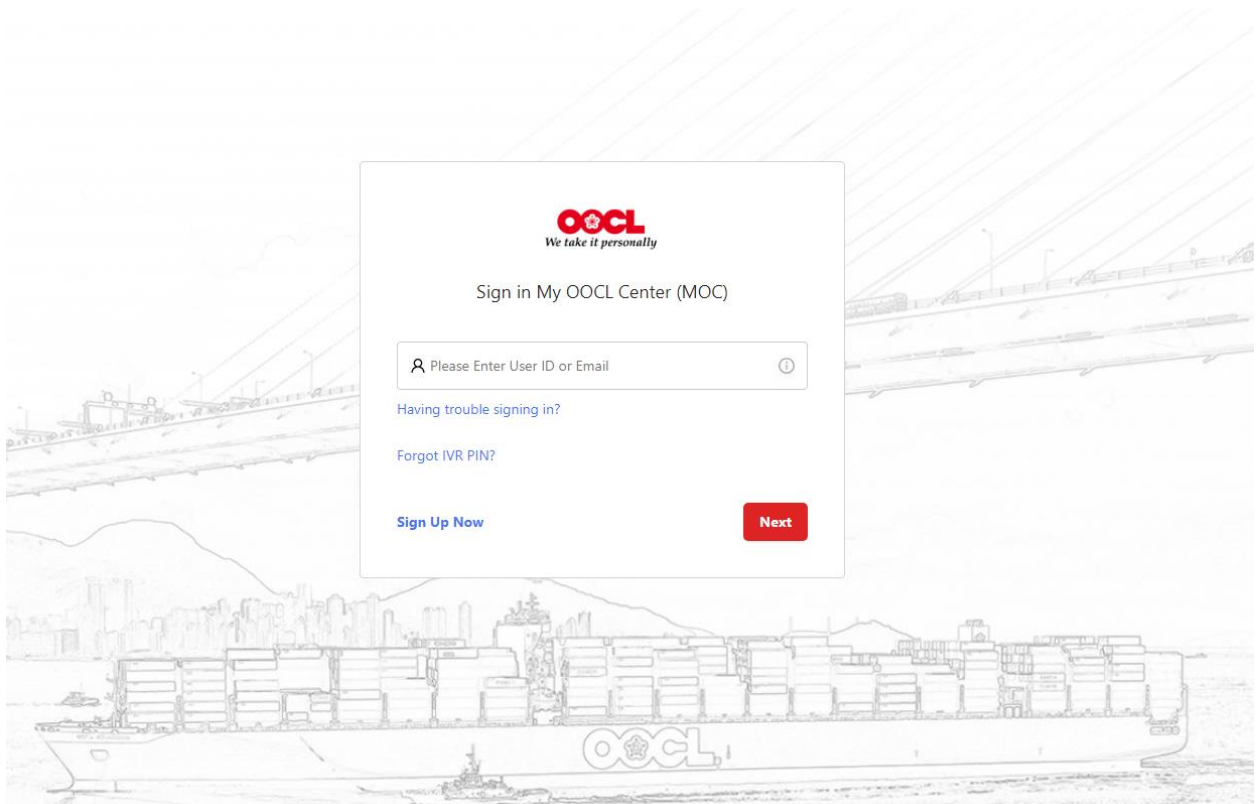 OOCL
We take it personally
Sign in My OOCL Center (MOC)
Please Enter User ID or Email
Having trouble signing in?
Forgot IVR PIN?
Sign Up Now
Next
OOCL